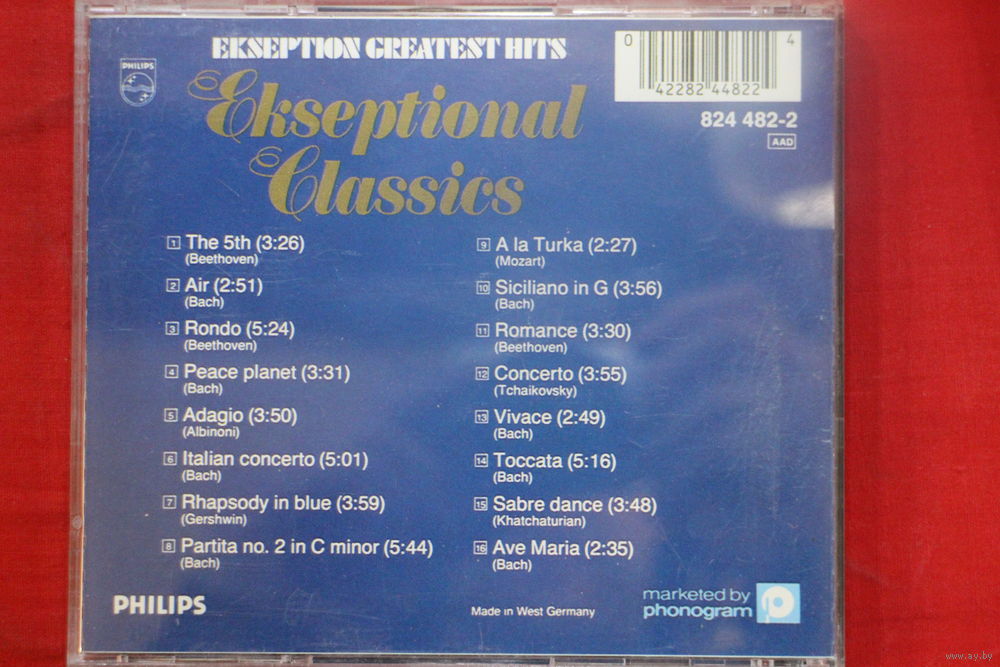 EKSEPTION GREATEST HITS
PHILIPS
Ekseptional
Classics
0 42282 44822 4
824 482-2
AAD
1 The 5th (3:26)
(Beethoven)
2 Air (2:51)
(Bach)
3 Rondo (5:24)
(Beethoven)
4 Peace planet (3:31)
(Bach)
5 Adagio (3:50)
(Albinoni)
6 Italian concerto (5:01)
(Bach)
7 Rhapsody in blue (3:59)
(Gershwin)
8 Partita no. 2 in C minor (5:44)
(Bach)
9 A la Turka (2:27)
(Mozart)
10 Siciliano in G (3:56)
(Bach)
11 Romance (3:30)
(Beethoven)
12 Concerto (3:55)
(Tchaikovsky)
13 Vivace (2:49)
(Bach)
14 Toccata (5:16)
(Bach)
15 Sabre dance (3:48)
(Khatchaturian)
16 Ave Maria (2:35)
(Bach)
PHILIPS
Made in West Germany
marketed by
phonogram
www.ay.by